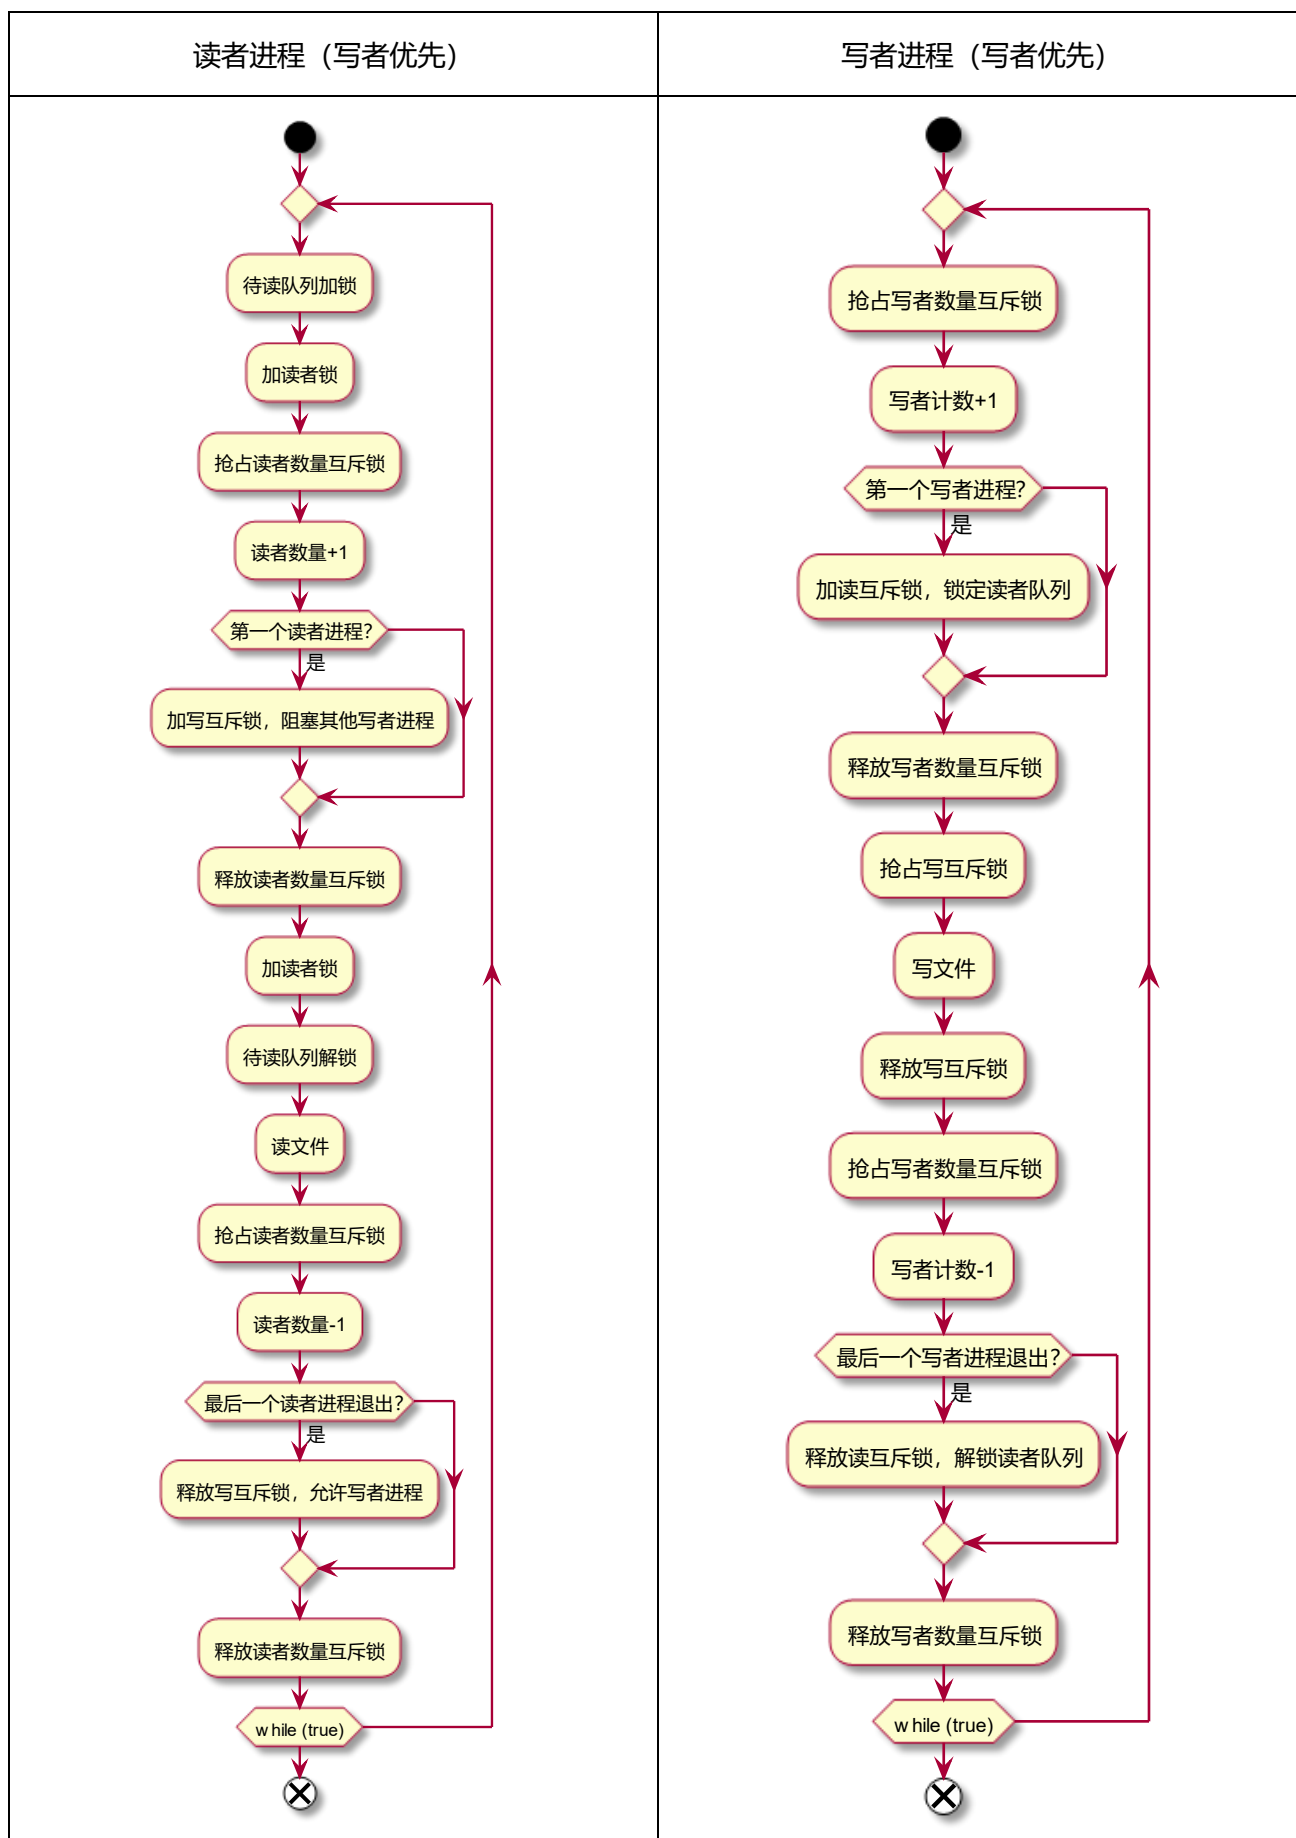 读者进程（写者优先）
待读队列加锁
加读者锁
抢占读者数量互斥锁
读者数量+1
第一个读者进程？
是
加写互斥锁，阻塞其他写者进程
释放读者数量互斥锁
加读者锁
待读队列解锁
读文件
抢占读者数量互斥锁
读者数量-1
最后一个读者进程退出？
是
释放写互斥锁，允许写者进程
释放读者数量互斥锁
while (true)
写者进程（写者优先）
抢占写者数量互斥锁
写者计数+1
第一个写者进程？
是
加读互斥锁，锁定读者队列
释放写者数量互斥锁
抢占写互斥锁
写文件
释放写互斥锁
抢占写者数量互斥锁
写者计数-1
最后一个写者进程退出？
是
释放读互斥锁，解锁读者队列
释放写者数量互斥锁
while (true)